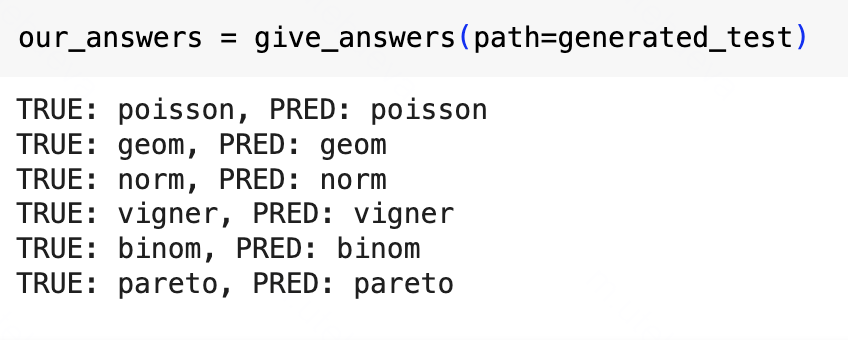 our_answers = give_answers(path=generated_test)
TRUE: poisson, PRED: poisson
TRUE: geom, PRED: geom
TRUE: norm, PRED: norm
TRUE: vigner, PRED: vigner
TRUE: binom, PRED: binom
TRUE: pareto, PRED: pareto